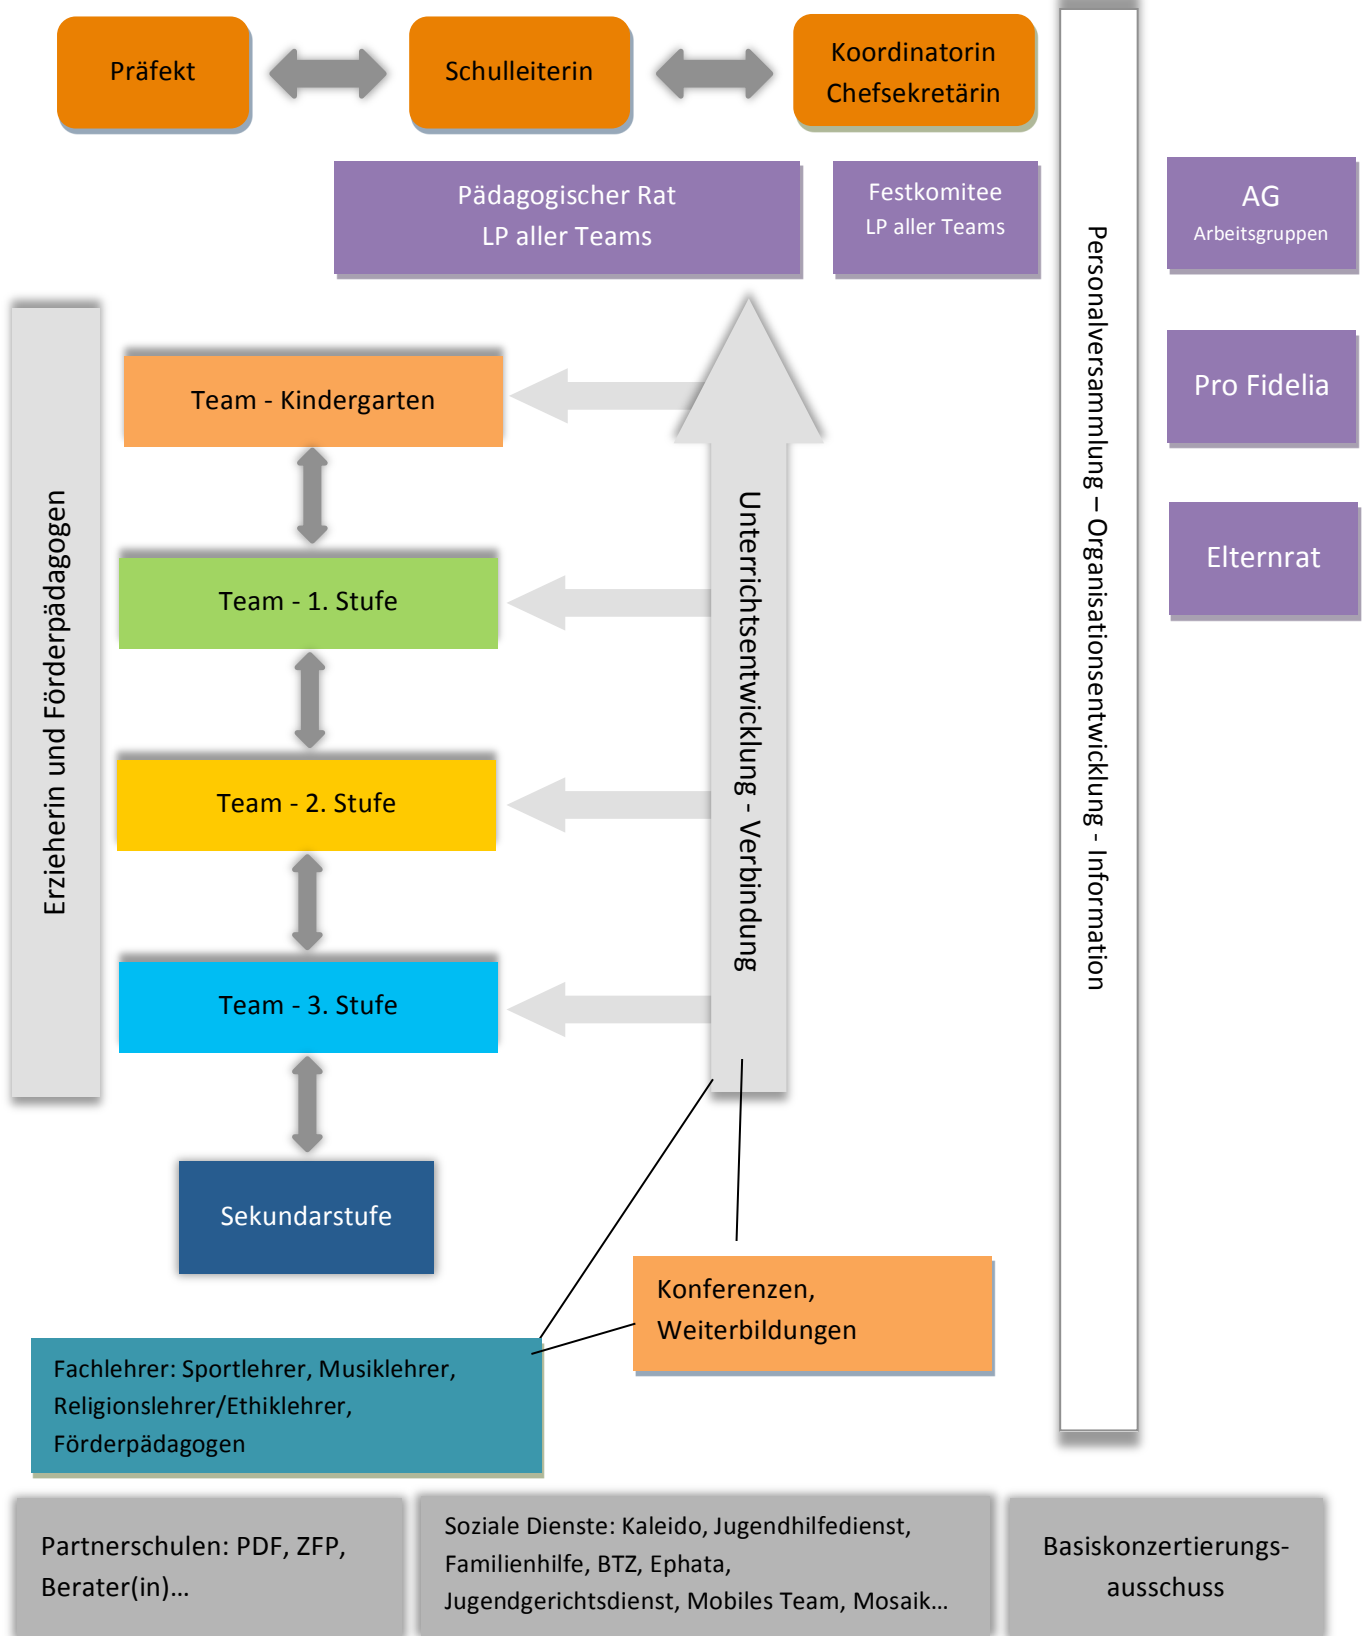 Präfekt
Schulleiterin
Koordinatorin
Chefsekretärin
Pädagogischer Rat
LP aller Teams
Festkomitee
LP aller Teams
AG
Arbeitsgruppen
Pro Fidelia
Elternrat
Personalversammlung – Organisationsentwicklung - Information
Erzieherin und Förderpädagogen
Team - Kindergarten
Team - 1. Stufe
Team - 2. Stufe
Team - 3. Stufe
Sekundarstufe
Unterrichtsentwicklung - Verbindung
Konferenzen,
Weiterbildungen
Fachlehrer: Sportlehrer, Musiklehrer,
Religionslehrer/Ethiklehrer,
Förderpädagogen
Partnerschulen: PDF, ZFP,
Berater(in)...
Soziale Dienste: Kaleido, Jugendhilfedienst,
Familienhilfe, BTZ, Ephata,
Jugendgerichtsdienst, Mobiles Team, Mosaik...
Basiskonzertierungs-
ausschuss